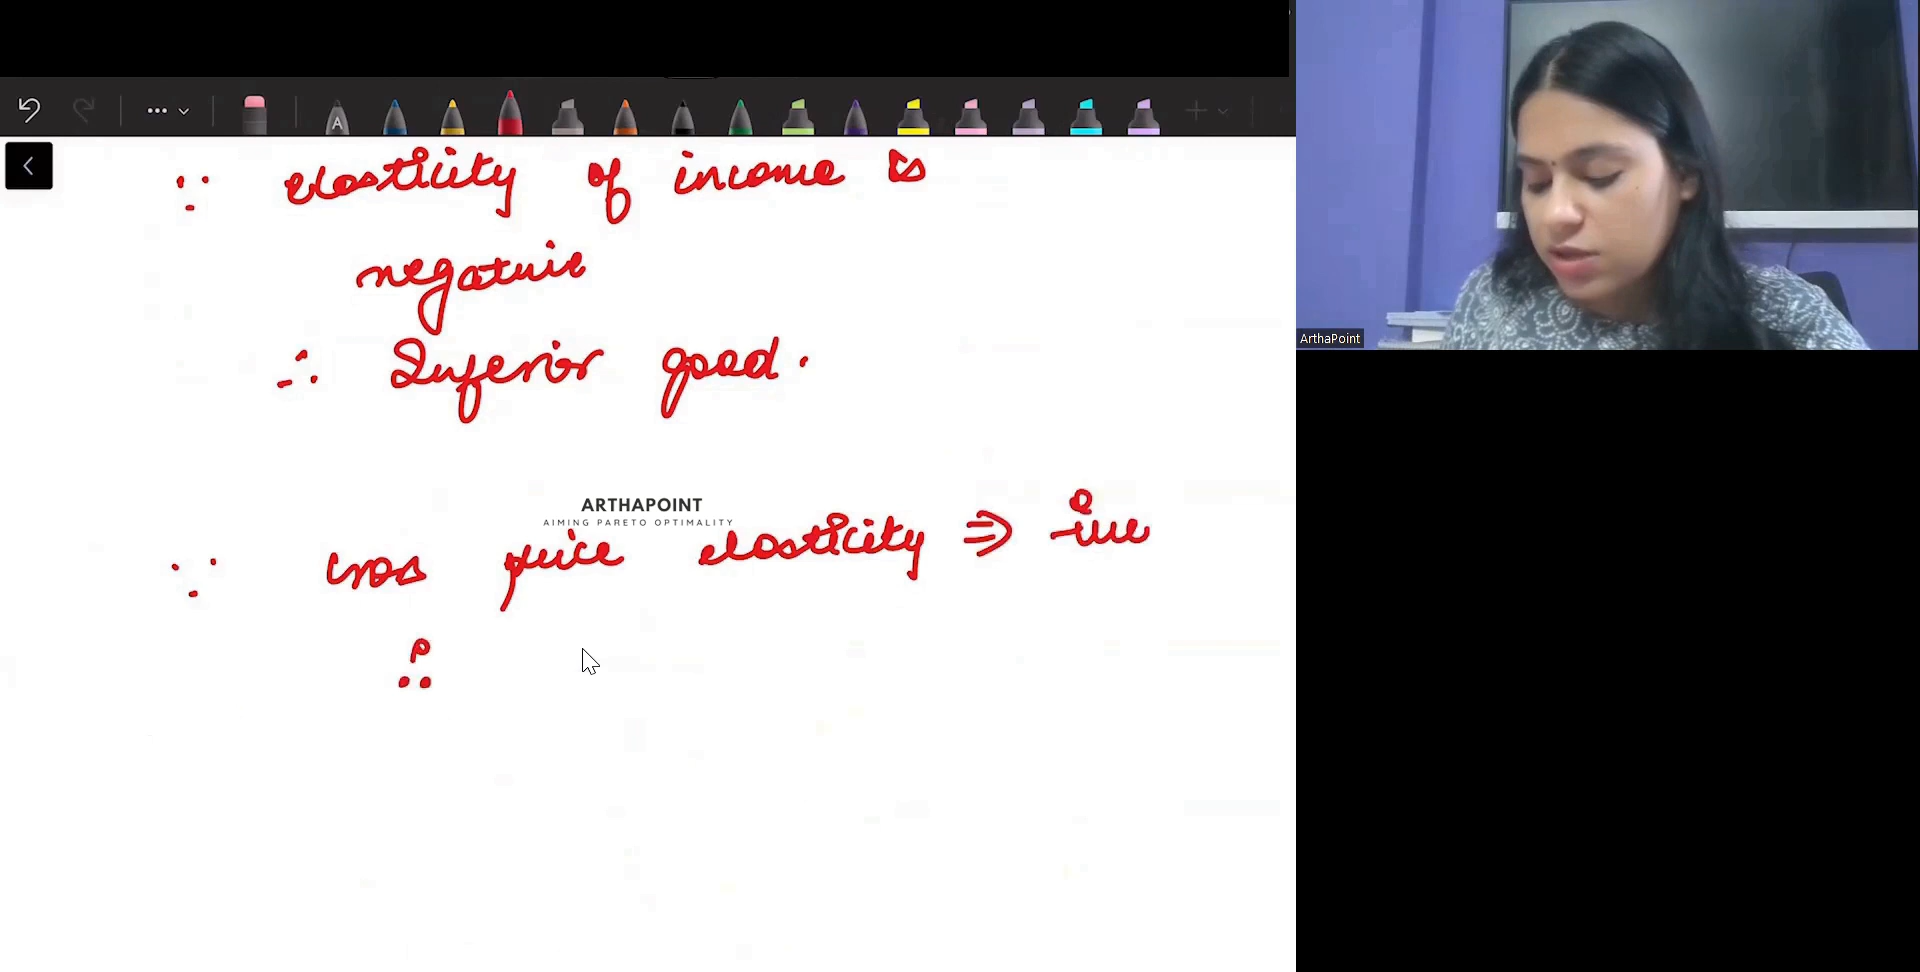 ∵ elasticity of income is
negative
∴ Inferior good.
ARTHAPOINT
AIMING PARETO OPTIMALITY
∵ cross price elasticity ⇒ -ive
∴
ArthaPoint
A